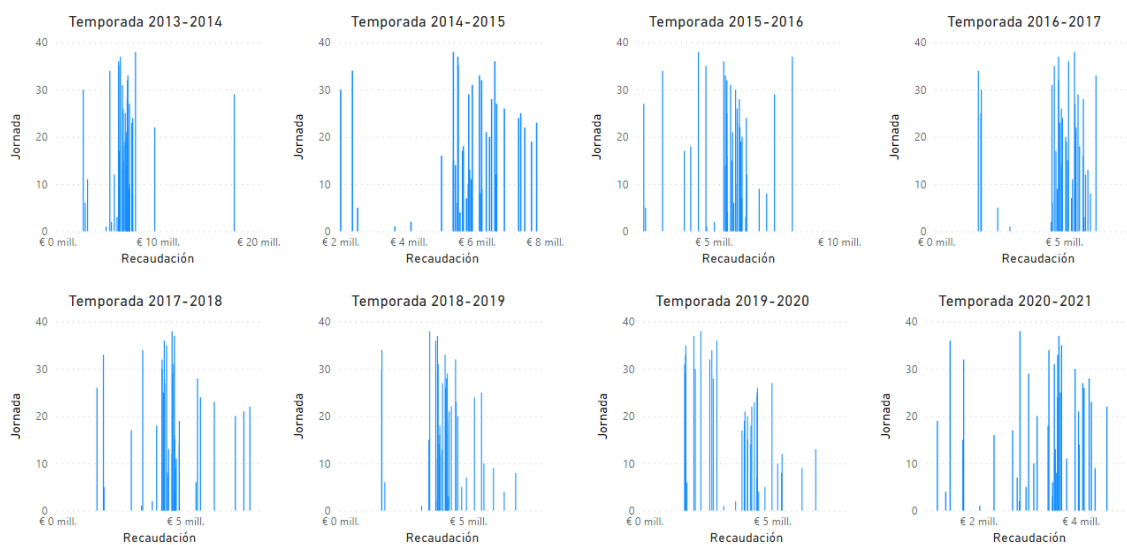 Temporada 2013-2014
Temporada 2014-2015
Temporada 2015-2016
Temporada 2016-2017
40
30
20
10
0
Jornada
€ 0 mill.
€ 10 mill.
€ 20 mill.
Recaudación
40
30
20
10
0
Jornada
€ 2 mill.
€ 4 mill.
€ 6 mill.
€ 8 mill.
Recaudación
40
30
20
10
0
Jornada
€ 5 mill.
€ 10 mill.
Recaudación
40
30
20
10
0
Jornada
€ 0 mill.
€ 5 mill.
Recaudación
Temporada 2017-2018
Temporada 2018-2019
Temporada 2019-2020
Temporada 2020-2021
40
30
20
10
0
Jornada
€ 0 mill.
€ 5 mill.
Recaudación
40
30
20
10
0
Jornada
€ 0 mill.
€ 5 mill.
Recaudación
40
30
20
10
0
Jornada
€ 0 mill.
€ 5 mill.
Recaudación
40
30
20
10
0
Jornada
€ 2 mill.
€ 4 mill.
Recaudación